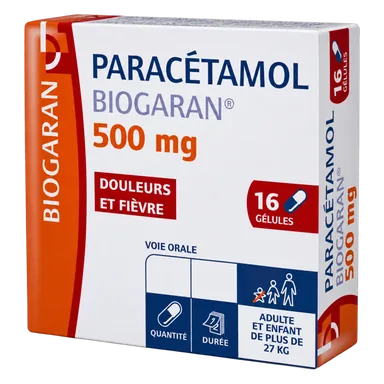 BIOGARAN
PARACÉTAMOL
BIOGARAN®
500 mg
DOULEURS
ET FIÈVRE
16
GÉLULES
VOIE ORALE
QUANTITÉ
DURÉE
ADULTE
ET ENFANT
DE PLUS DE
27 KG
16
GÉLULES
PARACÉTAMOL
BIOGARAN®
500 mg